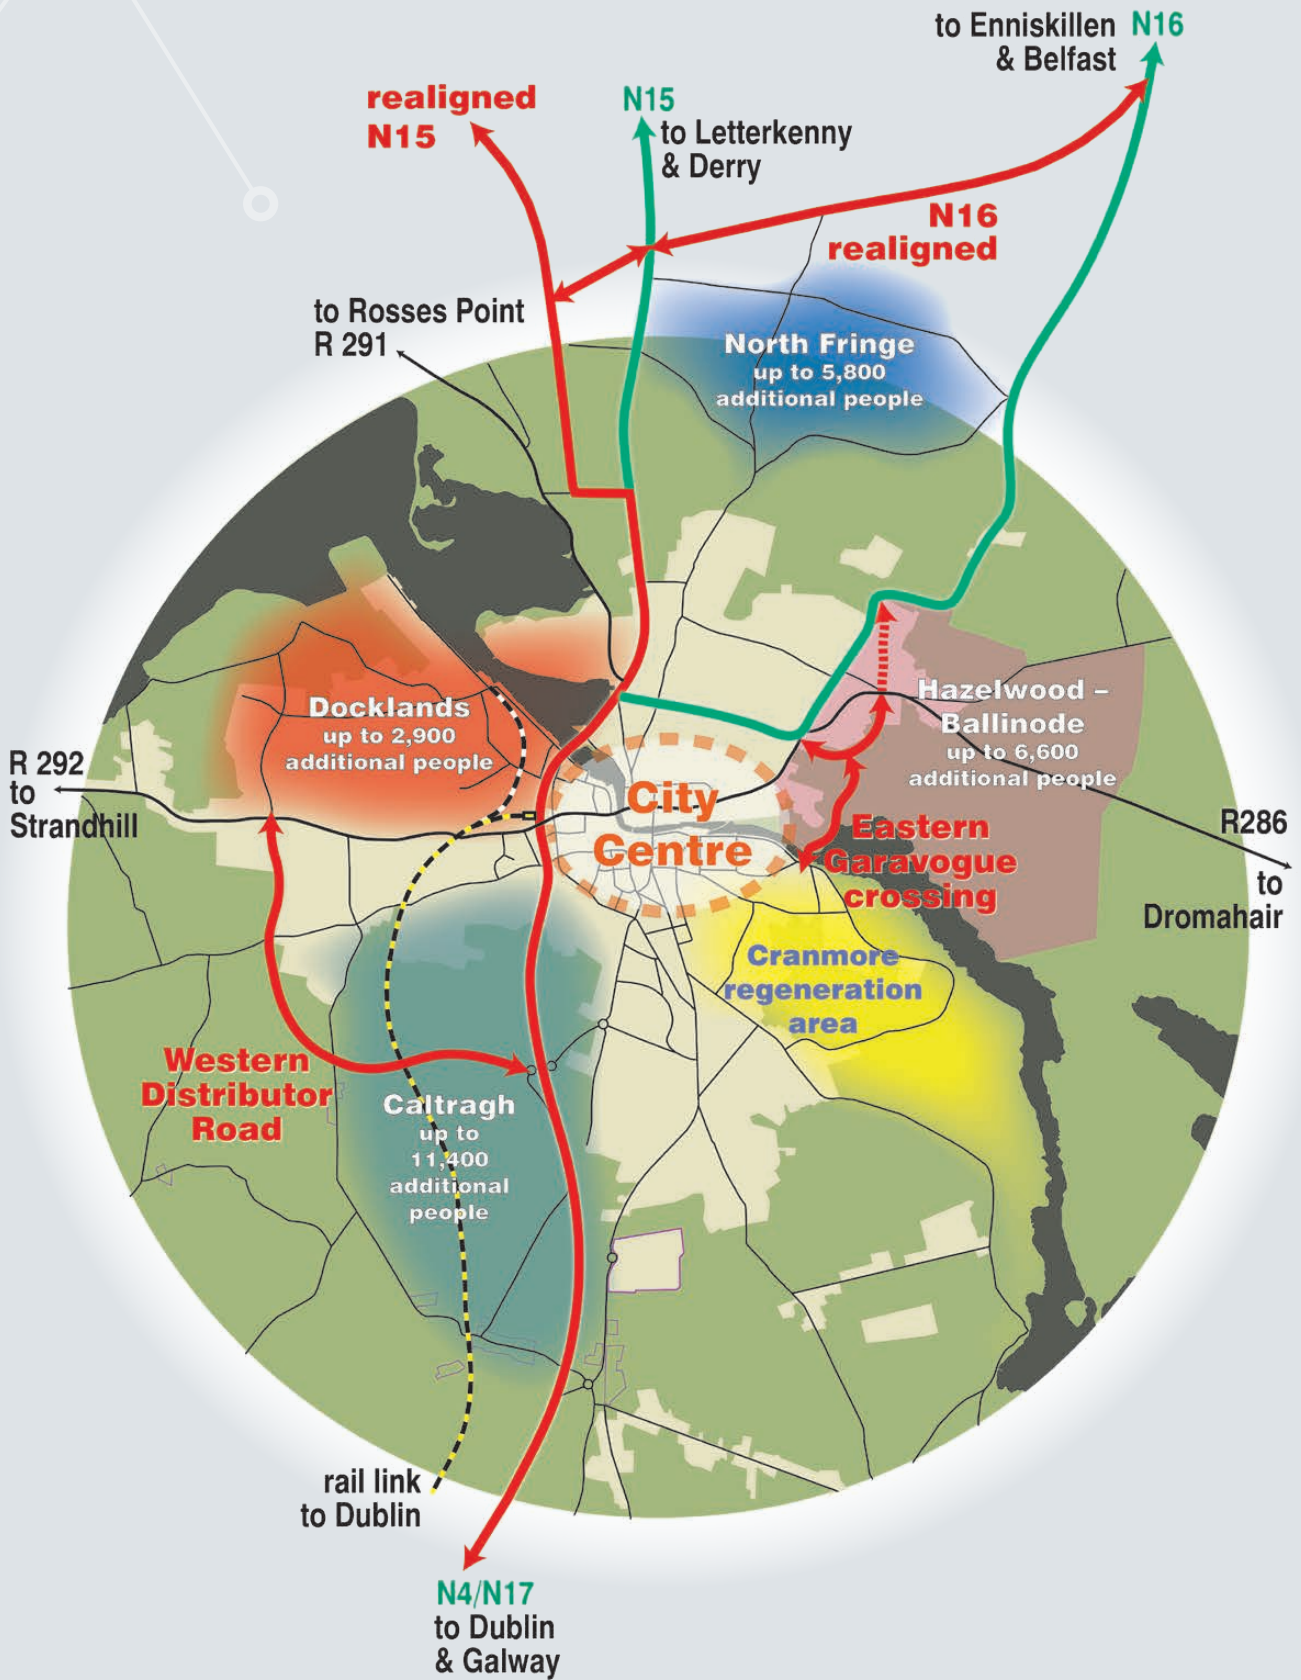 to Enniskillen N16
& Belfast
realigned
N15
N15
to Letterkenny
& Derry
N16
realigned
to Rosses Point
R 291
North Fringe
up to 5,800
additional people
Hazelwood –
Ballinode
up to 6,600
additional people
Docklands
up to 2,900
additional people
R 292
to
Strandhill
City
Centre
Eastern
Garavogue
crossing
R286
to
Dromahair
Cranmore
regeneration
area
Western
Distributor
Road
Caltragh
up to
11,400
additional
people
rail link
to Dublin
N4/N17
to Dublin
& Galway